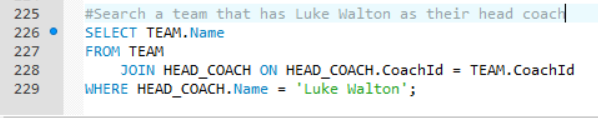 225 #Search a team that has Luke Walton as their head coach
226 SELECT TEAM.Name
227 FROM TEAM
228 JOIN HEAD_COACH ON HEAD_COACH.CoachId = TEAM.CoachId
229 WHERE HEAD_COACH.Name = 'Luke Walton';